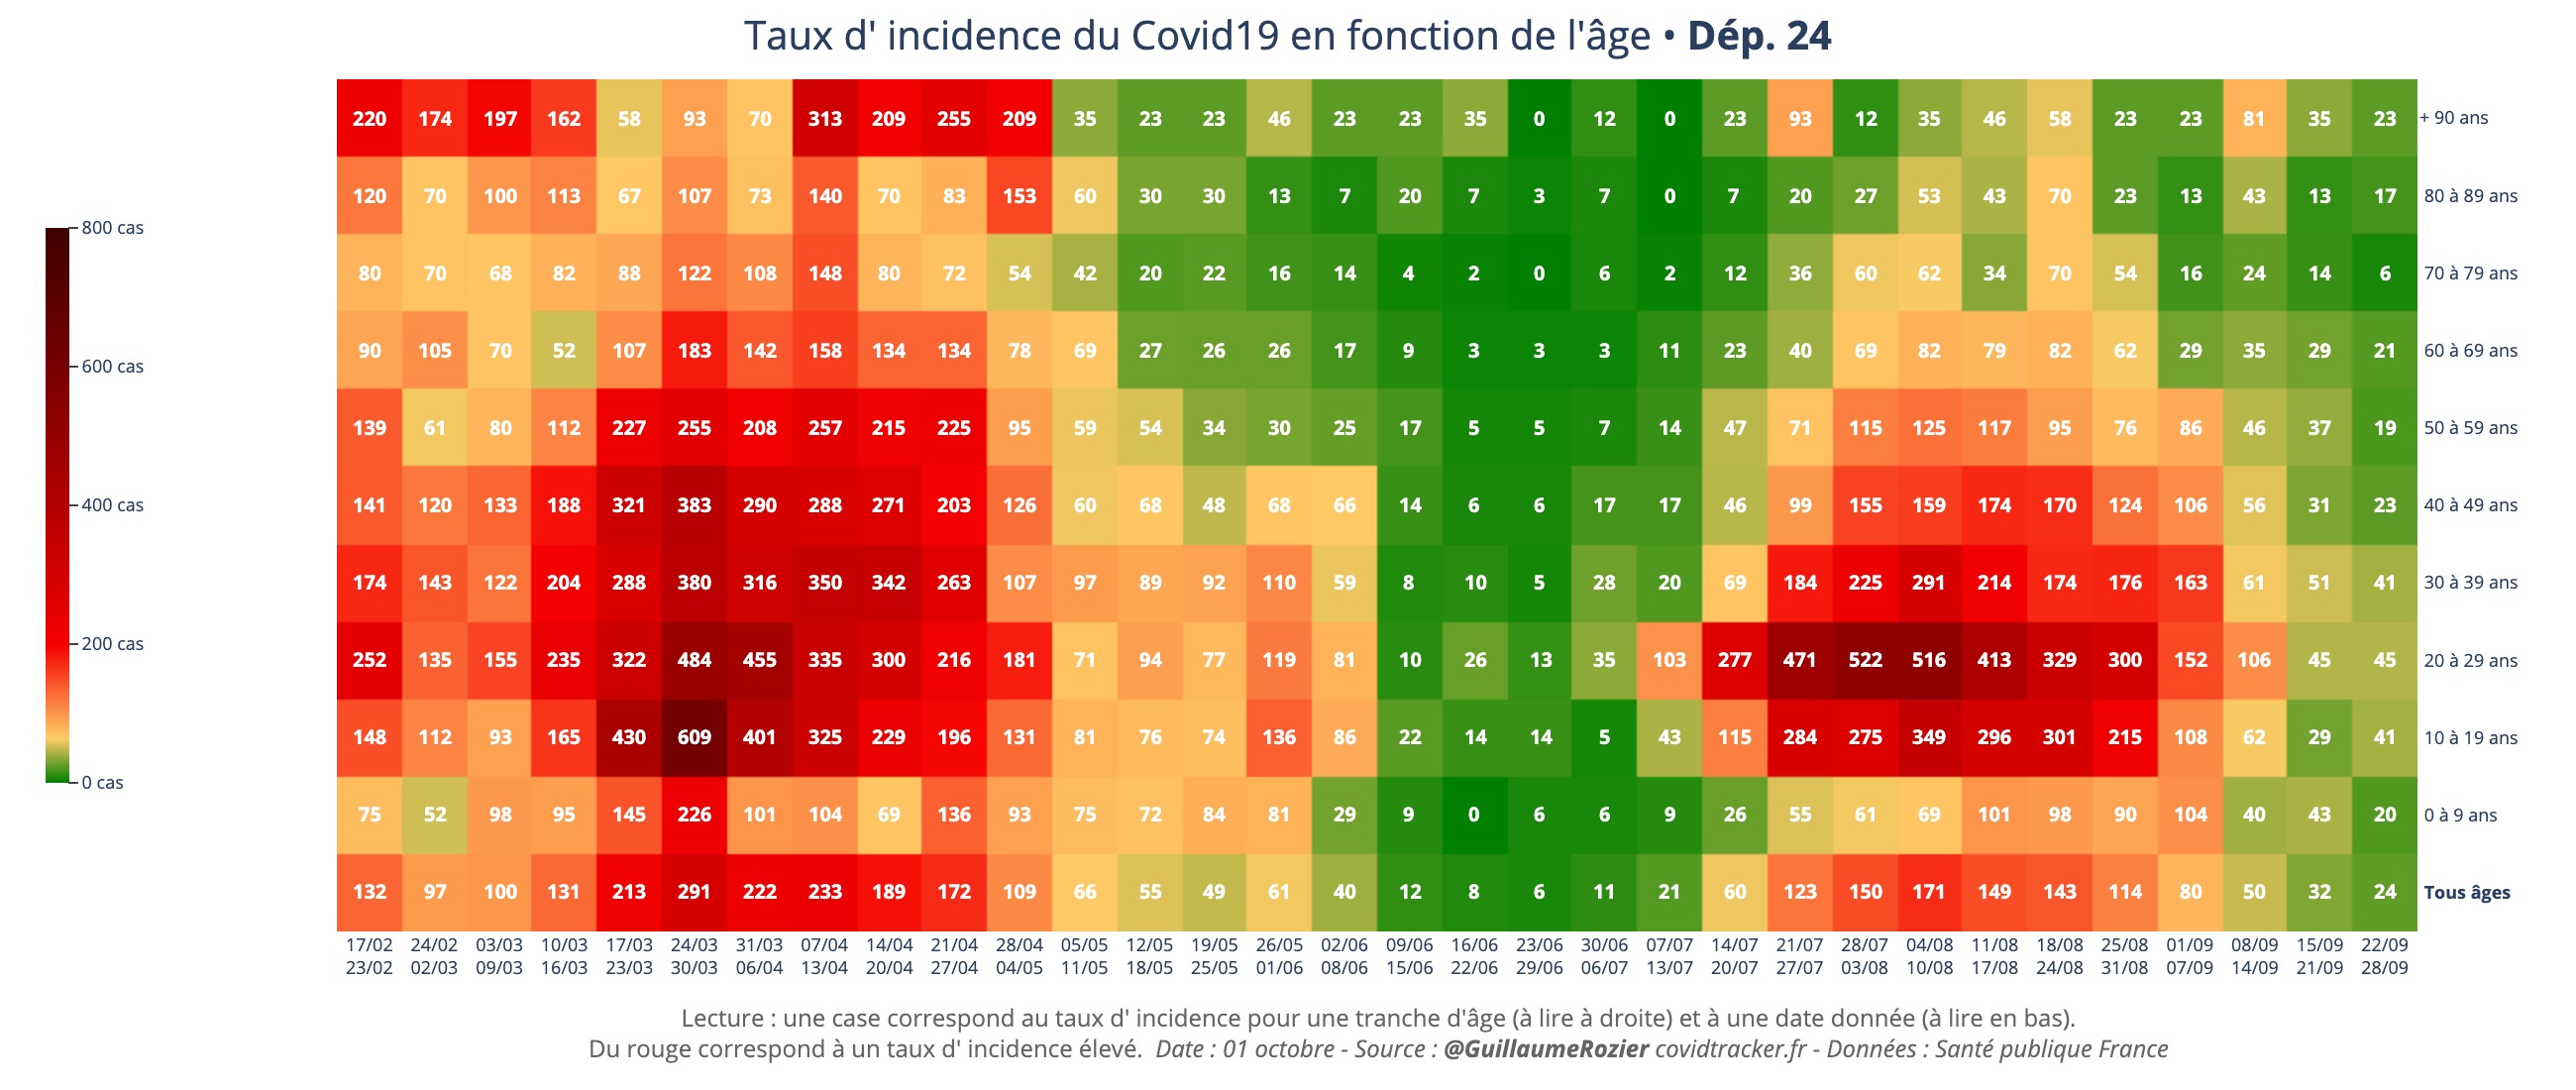 Taux d' incidence du Covid19 en fonction de l'âge • Dép. 24
220 174 197 162 58 93 70 313 209 255 209 35 23 23 46 23 23 35 0 12 0 23 93 12 35 46 58 23 23 81 35 23 + 90 ans
120 70 100 113 67 107 73 140 70 83 153 60 30 30 13 7 20 7 3 7 0 7 20 27 53 43 70 23 13 43 13 17 80 à 89 ans
800 cas
80 70 68 82 88 122 108 148 80 72 54 42 20 22 16 14 4 2 0 6 2 12 36 60 62 34 70 54 16 24 14 6 70 à 79 ans
90 105 70 52 107 183 142 158 134 134 78 69 27 26 26 17 9 3 3 3 11 23 40 69 82 79 82 62 29 35 29 21 60 à 69 ans
600 cas
139 61 80 112 227 255 208 257 215 225 95 59 54 34 30 25 17 5 5 7 14 47 71 115 125 117 95 76 86 46 37 19 50 à 59 ans
400 cas
141 120 133 188 321 383 290 288 271 203 126 60 68 48 68 66 14 6 6 17 17 46 99 155 159 174 170 124 106 56 31 23 40 à 49 ans
174 143 122 204 288 380 316 350 342 263 107 97 89 92 110 59 8 10 5 28 20 69 184 225 291 214 174 176 163 61 51 41 30 à 39 ans
200 cas
252 135 155 235 322 484 455 335 300 216 181 71 94 77 119 81 10 26 13 35 103 277 471 522 516 413 329 300 152 106 45 45 20 à 29 ans
148 112 93 165 430 609 401 325 229 196 131 81 76 74 136 86 22 14 14 5 43 115 284 275 349 296 301 215 108 62 29 41 10 à 19 ans
0 cas
75 52 98 95 145 226 101 104 69 136 93 75 72 84 81 29 9 0 6 6 9 26 55 61 69 101 98 90 104 40 43 20 0 à 9 ans
132 97 100 131 213 291 222 233 189 172 109 66 55 49 61 40 12 8 6 11 21 60 123 150 171 149 143 114 80 50 32 24 Tous âges
17/02 24/02 03/03 10/03 17/03 24/03 31/03 07/04 14/04 21/04 28/04 05/05 12/05 19/05 26/05 02/06 09/06 16/06 23/06 30/06 07/07 14/07 21/07 28/07 04/08 11/08 18/08 25/08 01/09 08/09 15/09 22/09
23/02 02/03 09/03 16/03 23/03 30/03 06/04 13/04 20/04 27/04 04/05 11/05 18/05 25/05 01/06 08/06 15/06 22/06 29/06 06/07 13/07 20/07 27/07 03/08 10/08 17/08 24/08 31/08 07/09 14/09 21/09 28/09
Lecture : une case correspond au taux d' incidence pour une tranche d'âge (à lire à droite) et à une date donnée (à lire en bas).
Du rouge correspond à un taux d' incidence élevé. Date : 01 octobre - Source : @GuillaumeRozier covidtracker.fr - Données : Santé publique France